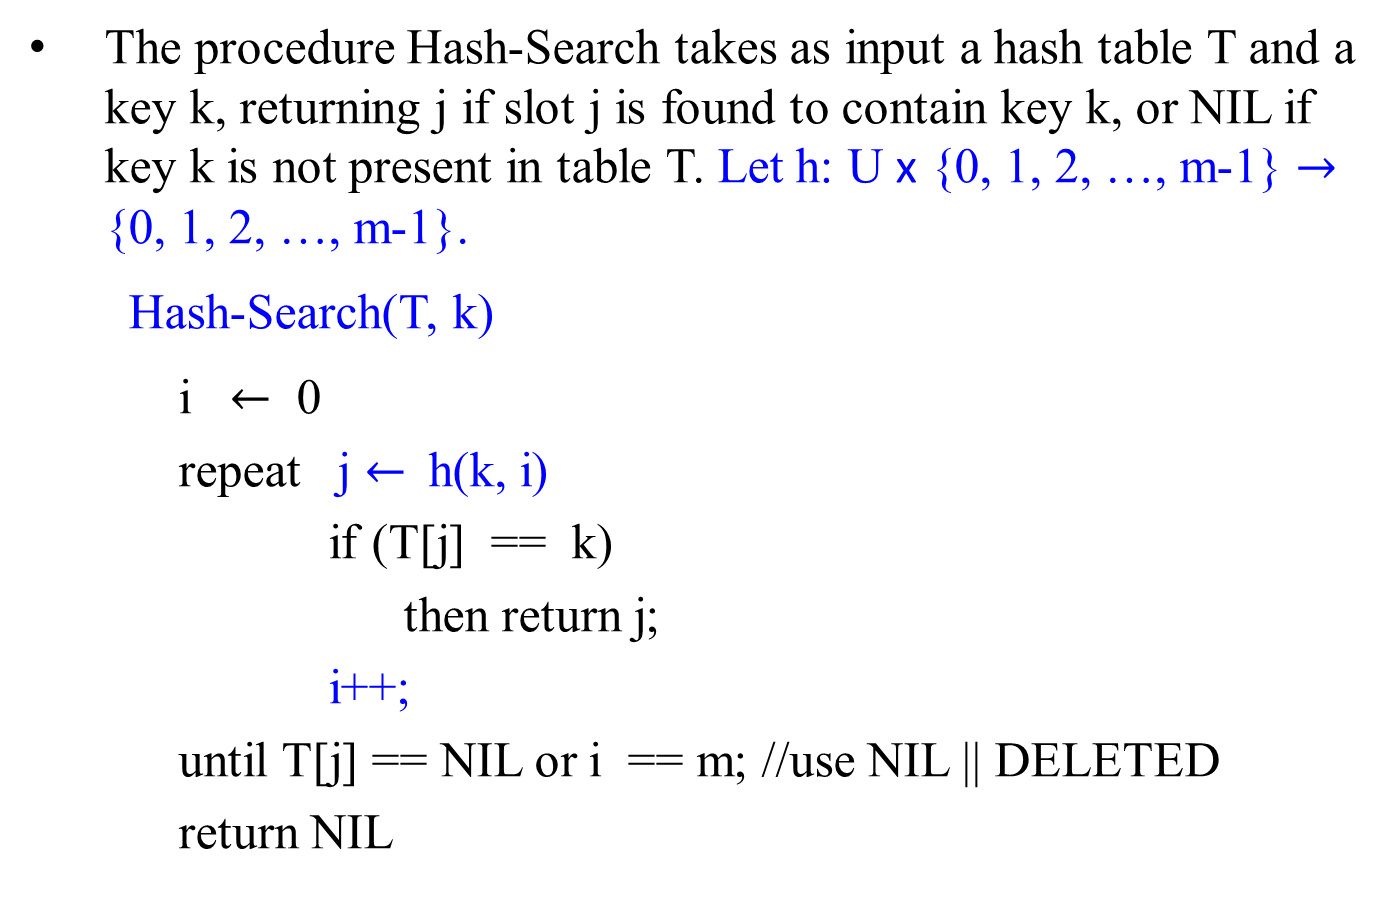 • The procedure Hash-Search takes as input a hash table T and a
key k, returning j if slot j is found to contain key k, or NIL if
key k is not present in table T. Let h: U x {0, 1, 2, …, m-1} →
{0, 1, 2, …, m-1}.
Hash-Search(T, k)
i ← 0
repeat j ← h(k, i)
if (T[j] == k)
then return j;
i++;
until T[j] == NIL or i == m; //use NIL || DELETED
return NIL